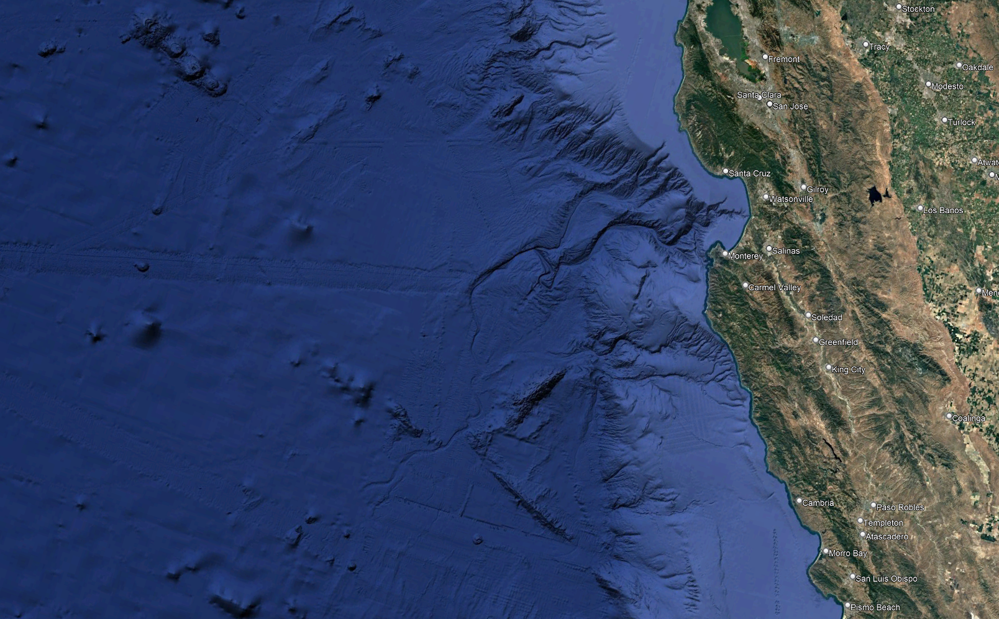 Stockton
Tracy
Fremont
Oakdale
Modesto
Santa Clara
San Jose
Turlock
Atwat
Santa Cruz
Gilroy
Watsonville
Los Banos
Salinas
Monterey
Carmel Valley
Mend
Soledad
Greenfield
King City
Coalinga
Cambria
Paso Robles
Templeton
Atascadero
Morro Bay
San Luis Obispo
Pismo Beach